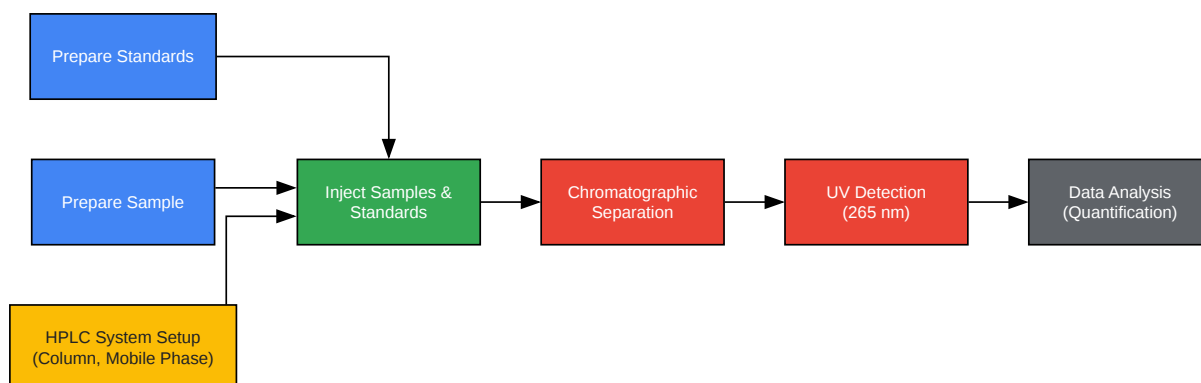 Prepare Standards
Prepare Sample
HPLC System Setup
(Column, Mobile Phase)
Inject Samples &
Standards
Chromatographic
Separation
UV Detection
(265 nm)
Data Analysis
(Quantification)